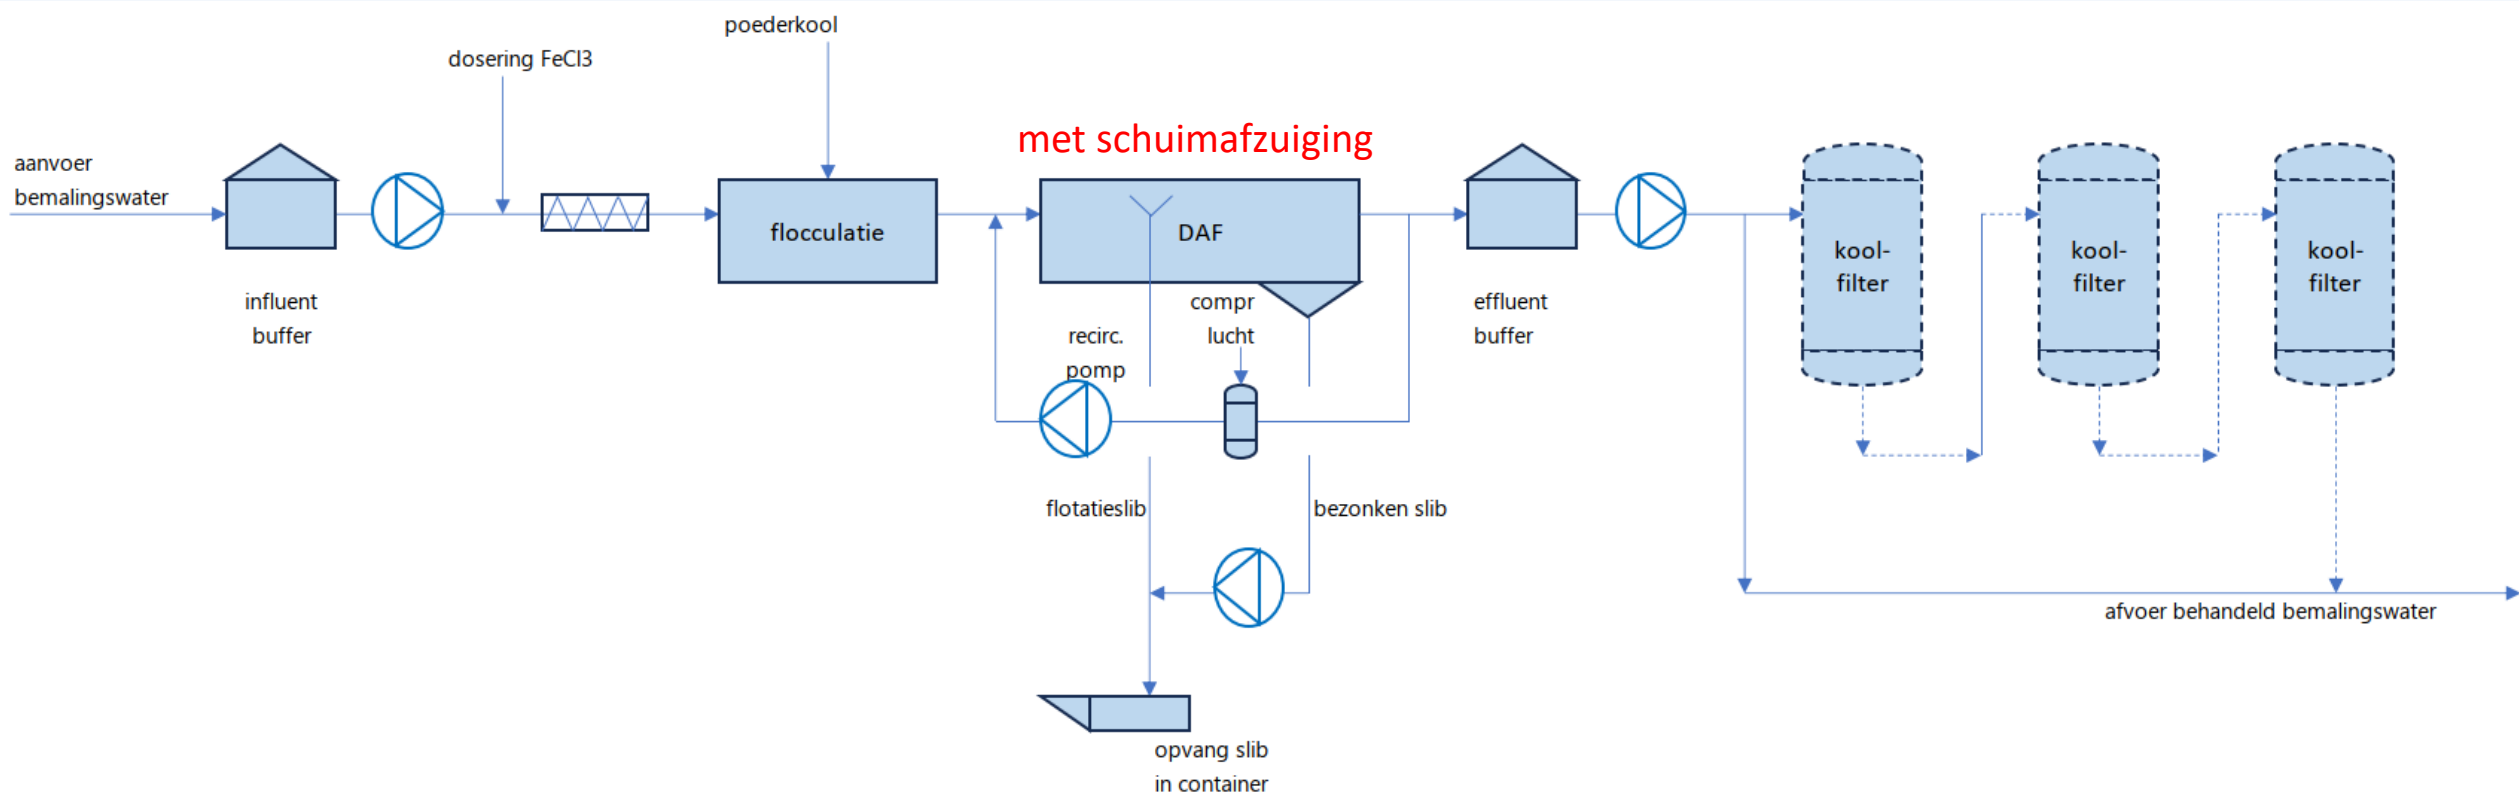 poederkool
dosering FeCl3
met schuimafzuiging
aanvoer
bemalingswater
flocculatie
DAF
kool-
filter
kool-
filter
kool-
filter
influent
buffer
compr
lucht
recirc.
pomp
effluent
buffer
flotatieslib
bezonken slib
afvoer behandeld bemalingswater
opvang slib
in container